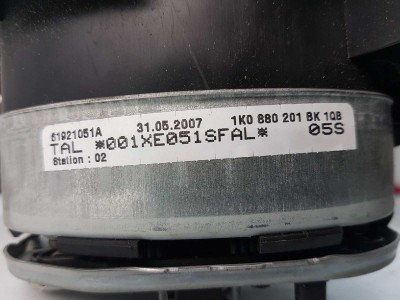 61921051A 31.05.2007 1K0 880 201 BK 1QB
TAL *001XE051SFAL* 05S
Station : 02